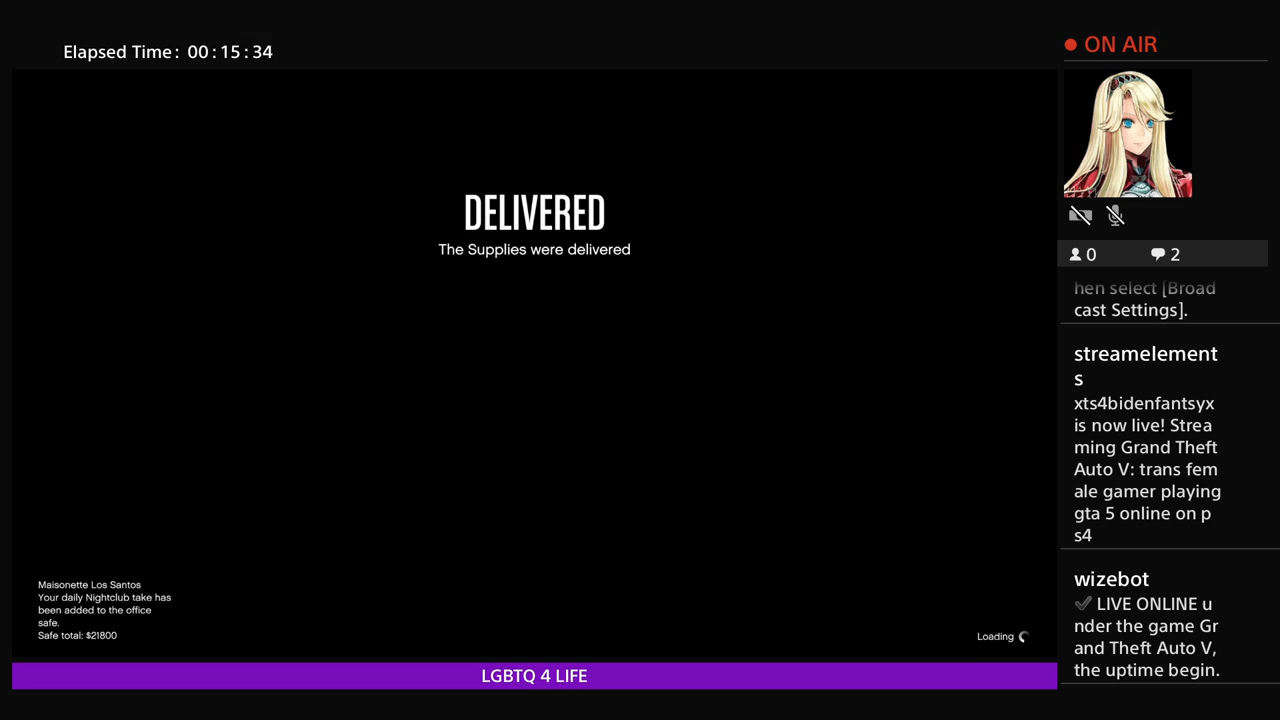 Elapsed Time: 00:15:34
ON AIR
DELIVERED
The Supplies were delivered
0
2
hen select [Broad
cast Settings].
streamelement
s
xts4bidenfantsyx
is now live! Strea
ming Grand Theft
Auto V: trans fem
ale gamer playing
gta 5 online on p
s4
wizebot
✅ LIVE ONLINE u
nder the game Gr
and Theft Auto V,
the uptime begin.
Maisonette Los Santos
Your daily Nightclub take has
been added to the office
safe.
Safe total: $21800
Loading
LGBTQ 4 LIFE